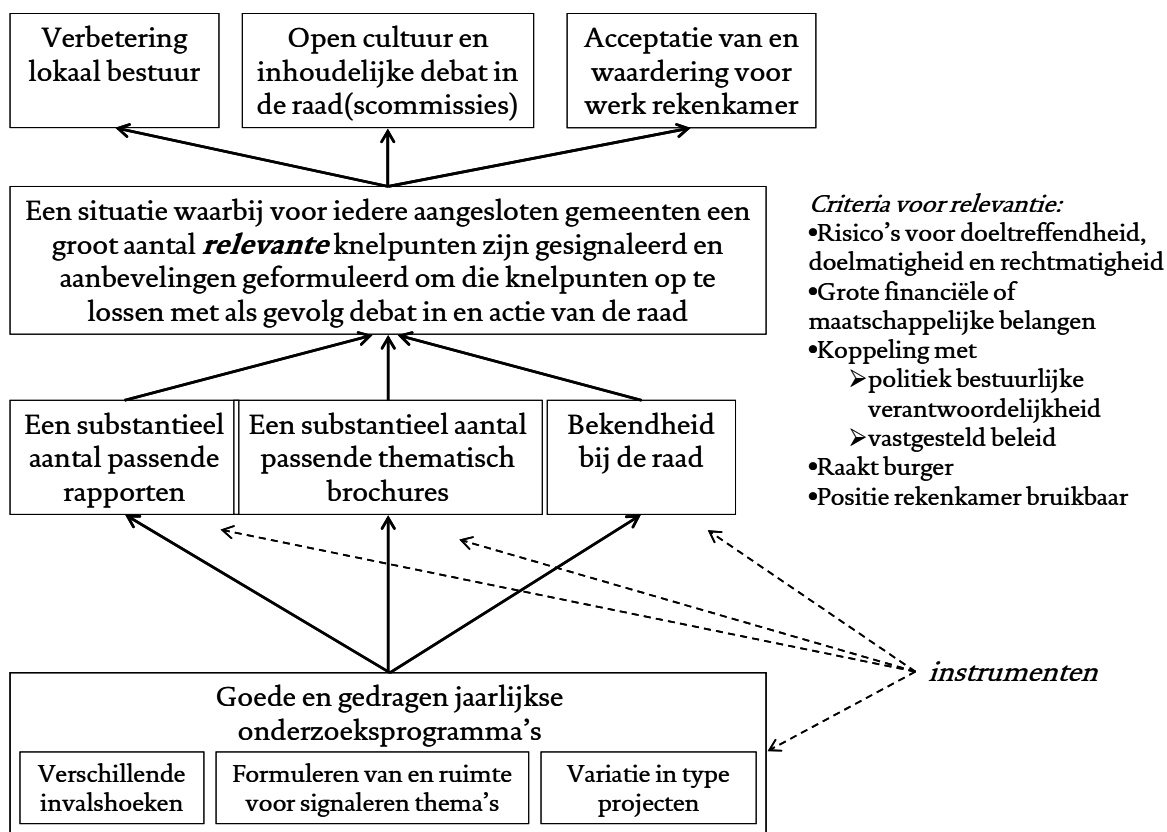 Verbetering
lokaal bestuur
Open cultuur en
inhoudelijke debat in
de raad(scommissies)
Acceptatie van en
waardering voor
werk rekenkamer
Een situatie waarbij voor iedere aangesloten gemeenten een
groot aantal relevante knelpunten zijn gesignaleerd en
aanbevelingen geformuleerd om die knelpunten op te
lossen met als gevolg debat in en actie van de raad
Criteria voor relevantie:
•Risico’s voor doeltreffendheid,
doelmatigheid en rechtmatigheid
•Grote financiële of
maatschappelijke belangen
•Koppeling met
➢politiek bestuurlijke
verantwoordelijkheid
➢vastgesteld beleid
•Raakt burger
•Positie rekenkamer bruikbaar
Een substantieel
aantal passende
rapporten
Een substantieel aantal
passende thematisch
brochures
Bekendheid
bij de raad
instrumenten
Goede en gedragen jaarlijkse
onderzoeksprogramma’s
Verschillende
invalshoeken
Formuleren van en ruimte
voor signaleren thema’s
Variatie in type
projecten